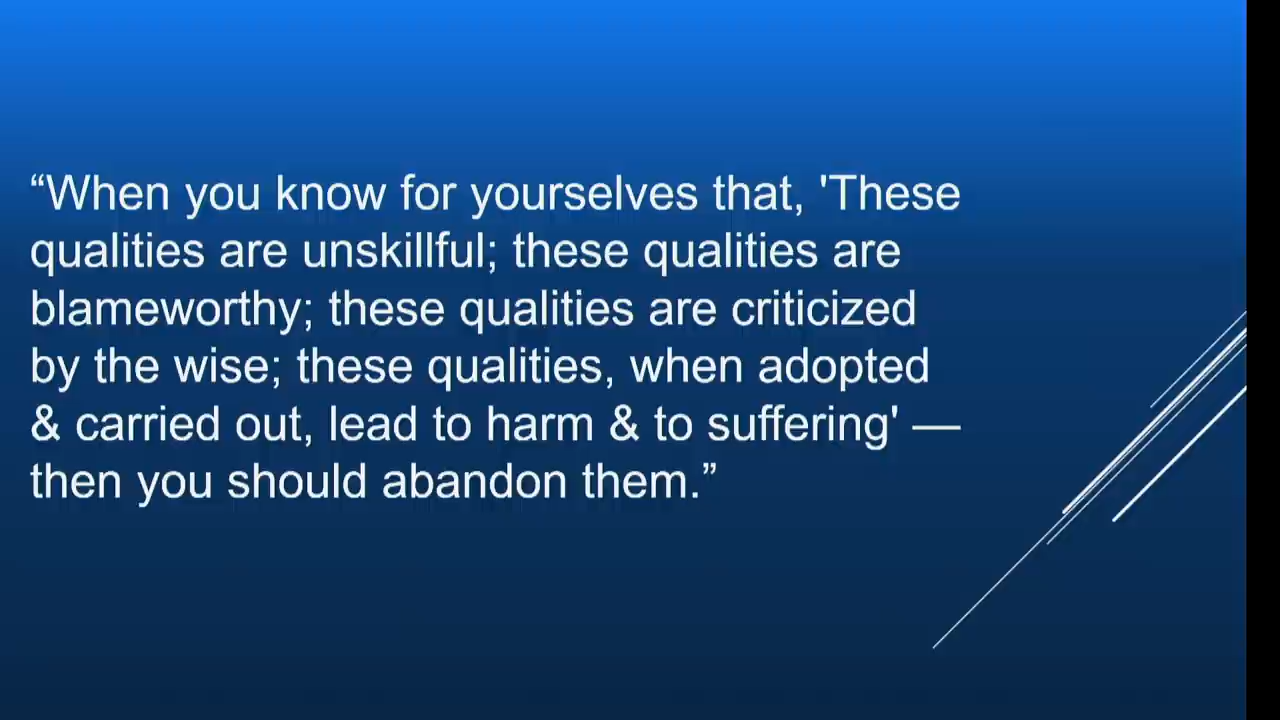 “When you know for yourselves that, 'These
qualities are unskillful; these qualities are
blameworthy; these qualities are criticized
by the wise; these qualities, when adopted
& carried out, lead to harm & to suffering' —
then you should abandon them.”